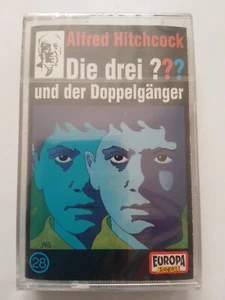 Alfred Hitchcock
Die drei ???
und der Doppelgänger
28
EUROPA